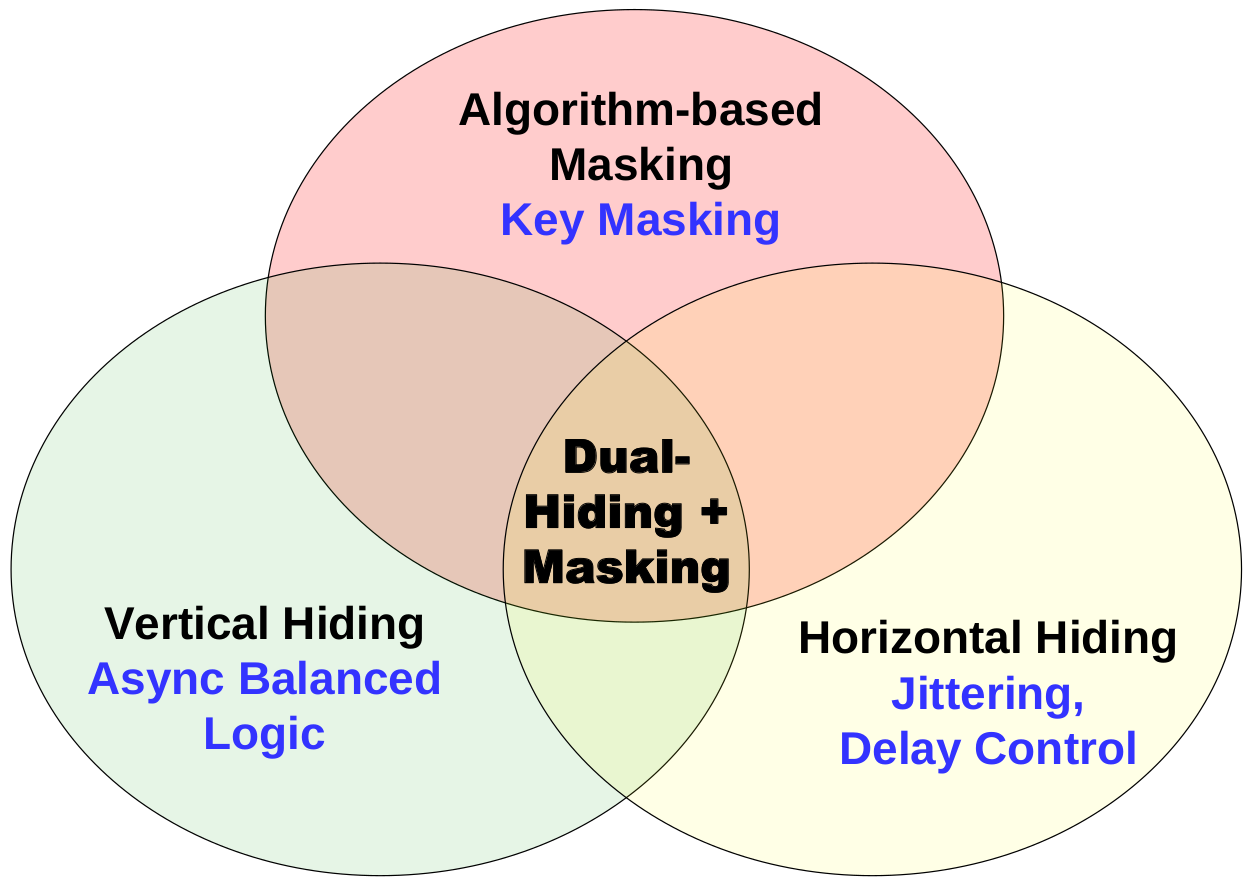 Algorithm-based
Masking
Key Masking
Dual-
Hiding +
Masking
Vertical Hiding
Async Balanced
Logic
Horizontal Hiding
Jittering,
Delay Control